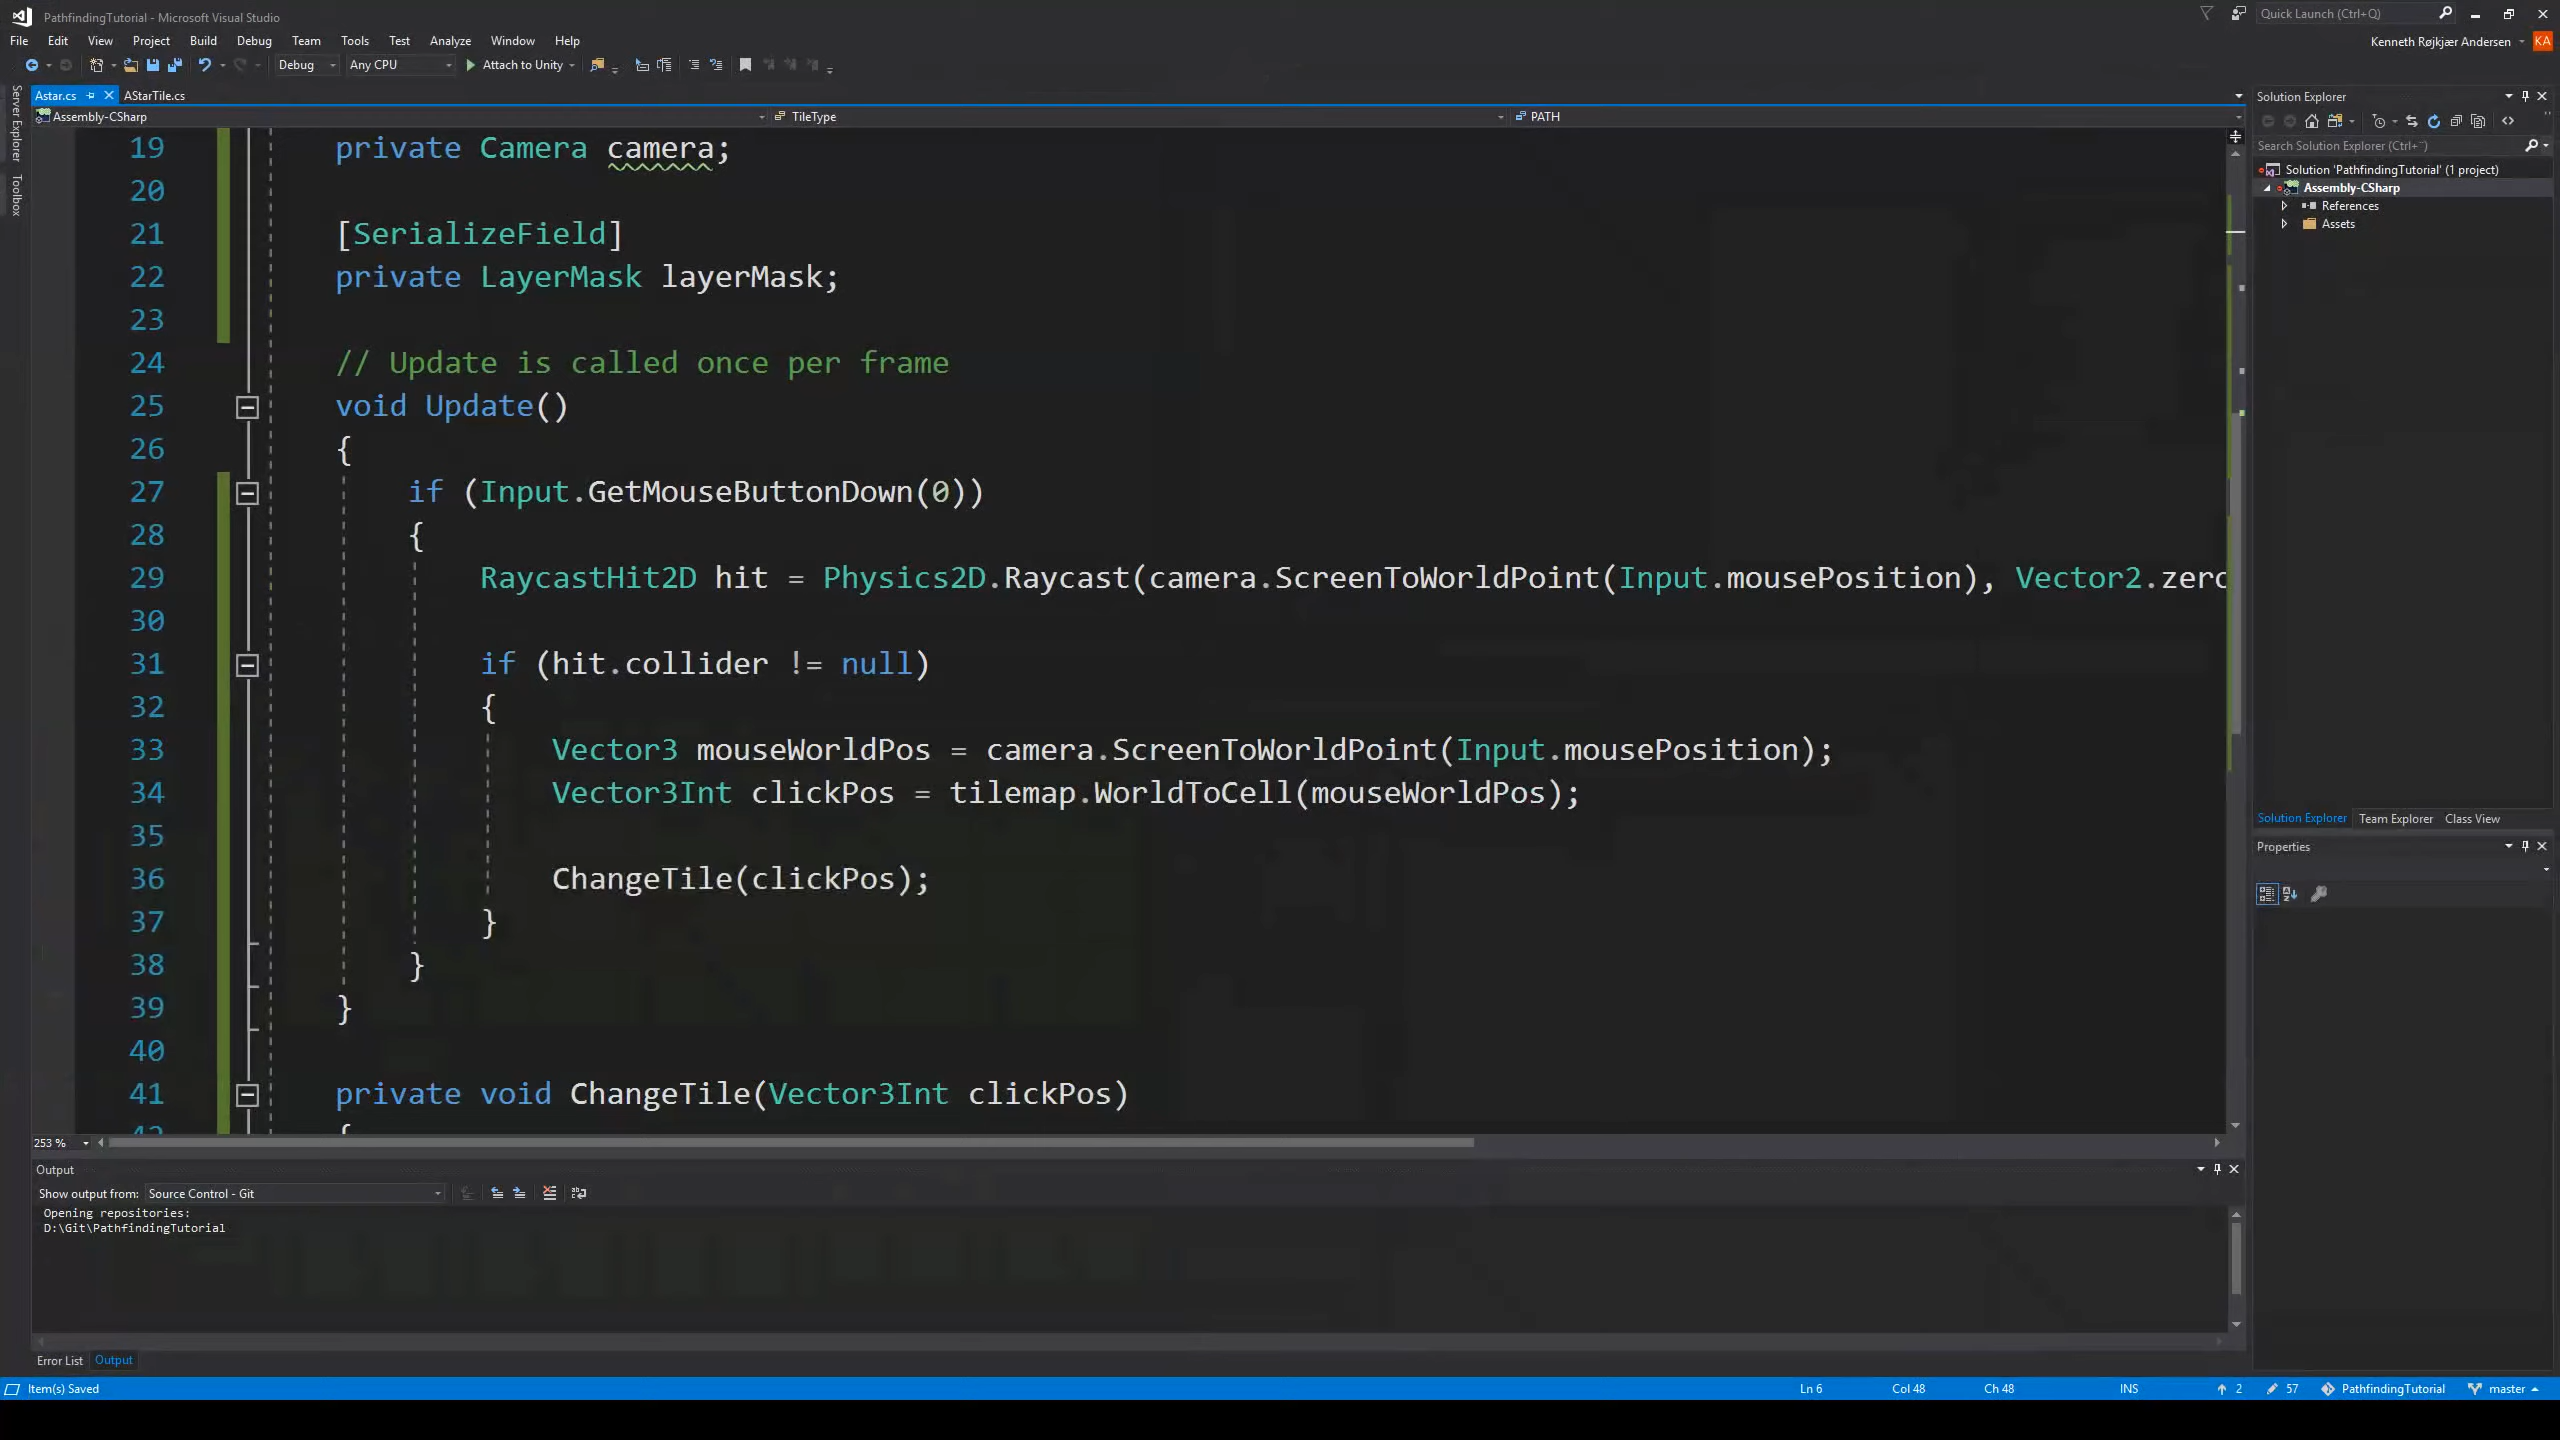 PathfindingTutorial - Microsoft Visual Studio
Quick Launch (Ctrl+Q)
File Edit View Project Build Debug Team Tools Test Analyze Window Help
Kenneth Røjkjær Andersen KA
Debug Any CPU Attach to Unity
Server Explorer
Toolbox
Astar.cs AStarTile.cs
Assembly-CSharp TileType PATH
19 private Camera camera;
20
21 [SerializeField]
22 private LayerMask layerMask;
23
24 // Update is called once per frame
25 void Update()
26 {
27 if (Input.GetMouseButtonDown(0))
28 {
29 RaycastHit2D hit = Physics2D.Raycast(camera.ScreenToWorldPoint(Input.mousePosition), Vector2.zero
30
31 if (hit.collider != null)
32 {
33 Vector3 mouseWorldPos = camera.ScreenToWorldPoint(Input.mousePosition);
34 Vector3Int clickPos = tilemap.WorldToCell(mouseWorldPos);
35
36 ChangeTile(clickPos);
37 }
38 }
39 }
40
41 private void ChangeTile(Vector3Int clickPos)
42 {
253 %
Output
Show output from: Source Control - Git
Opening repositories:
D:\Git\PathfindingTutorial
Error List Output
Solution Explorer
Search Solution Explorer (Ctrl+¨)
Solution 'PathfindingTutorial' (1 project)
Assembly-CSharp
References
Assets
Solution Explorer Team Explorer Class View
Properties
Item(s) Saved Ln 6 Col 48 Ch 48 INS 2 57 PathfindingTutorial master